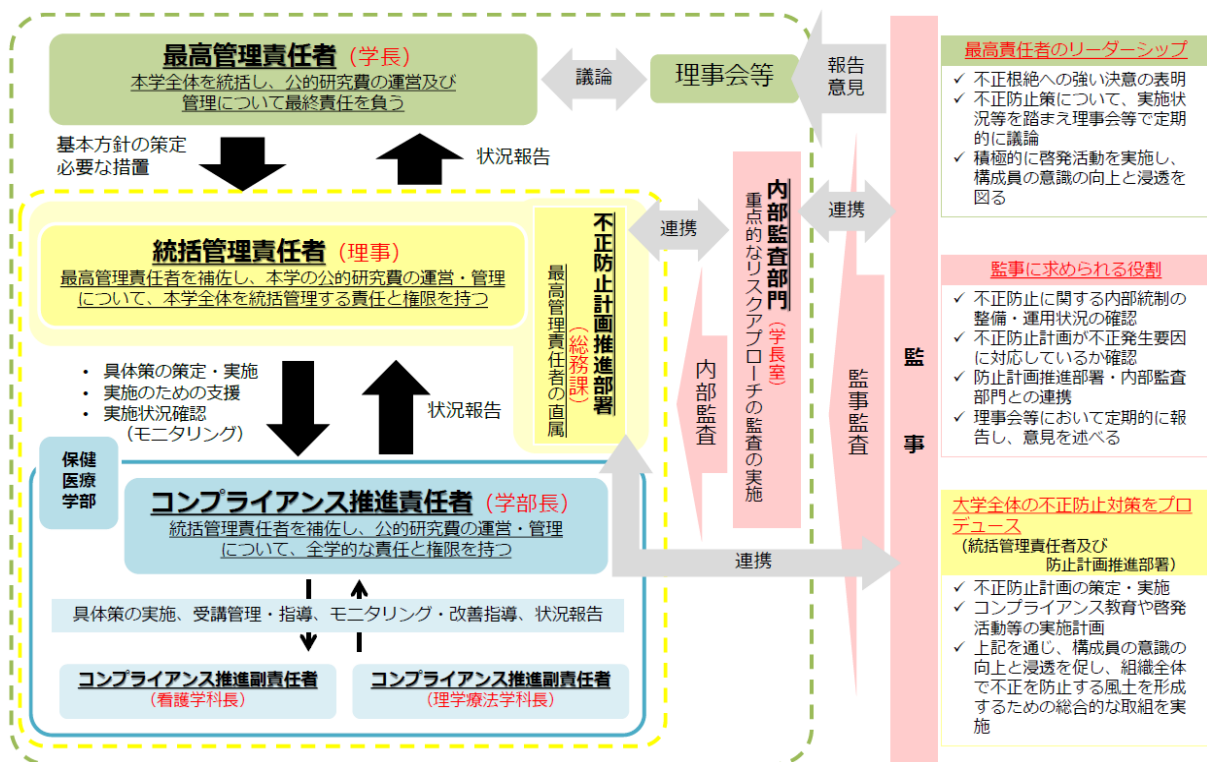 最高管理責任者（学長）
本学全体を統括し、公的研究費の運営及び
管理について最終責任を負う
議論
理事会等
報告
意見
基本方針の策定
必要な措置
状況報告
統括管理責任者（理事）
最高管理責任者を補佐し、本学の公的研究費の運営・管理
について、本学全体を統括管理する責任と権限を持つ
不正防止計画推進部署
（総務課）
最高管理責任者の直属
連携
内部監査部門（学長室）
重点的なリスクアプローチの監査の実施
連携
内部監査
監事監査
監事
• 具体策の策定・実施
• 実施のための支援
• 実施状況確認
（モニタリング）
状況報告
保健
医療
学部
コンプライアンス推進責任者（学部長）
統括管理責任者を補佐し、公的研究費の運営・管理
について、全学的な責任と権限を持つ
連携
具体策の実施、受講管理・指導、モニタリング・改善指導、状況報告
コンプライアンス推進副責任者
（看護学科長）
コンプライアンス推進副責任者
（理学療法学科長）
最高責任者のリーダーシップ
✓ 不正根絶への強い決意の表明
✓ 不正防止策について、実施状
況等を踏まえ理事会等で定期
的に議論
✓ 積極的に啓発活動を実施し、
構成員の意識の向上と浸透を
図る
監事に求められる役割
✓ 不正防止に関する内部統制の
整備・運用状況の確認
✓ 不正防止計画が不正発生要因
に対応しているか確認
✓ 防止計画推進部署・内部監査
部門との連携
✓ 理事会等において定期的に報
告し、意見を述べる
大学全体の不正防止対策をプロ
デュース
（統括管理責任者及び
防止計画推進部署）
✓ 不正防止計画の策定・実施
✓ コンプライアンス教育や啓発
活動等の実施計画
✓ 上記を通じ、構成員の意識の
向上と浸透を促し、組織全体
で不正を防止する風土を形成
するための総合的な取組を実
施